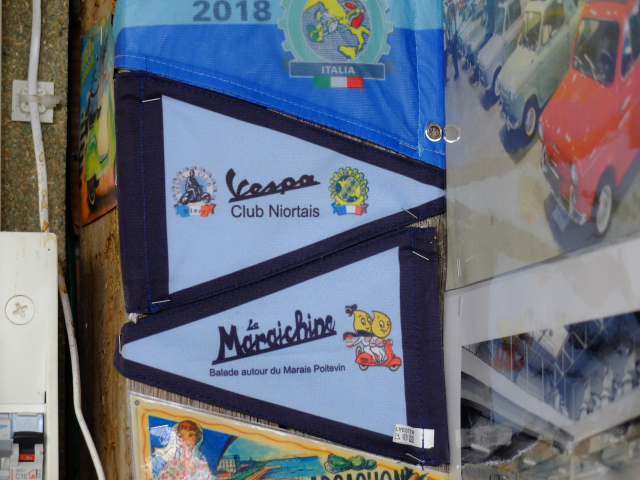 2018
ITALIA
Vespa
Club Niortais
La
Maraichine
Balade autour du Marais Poitevin